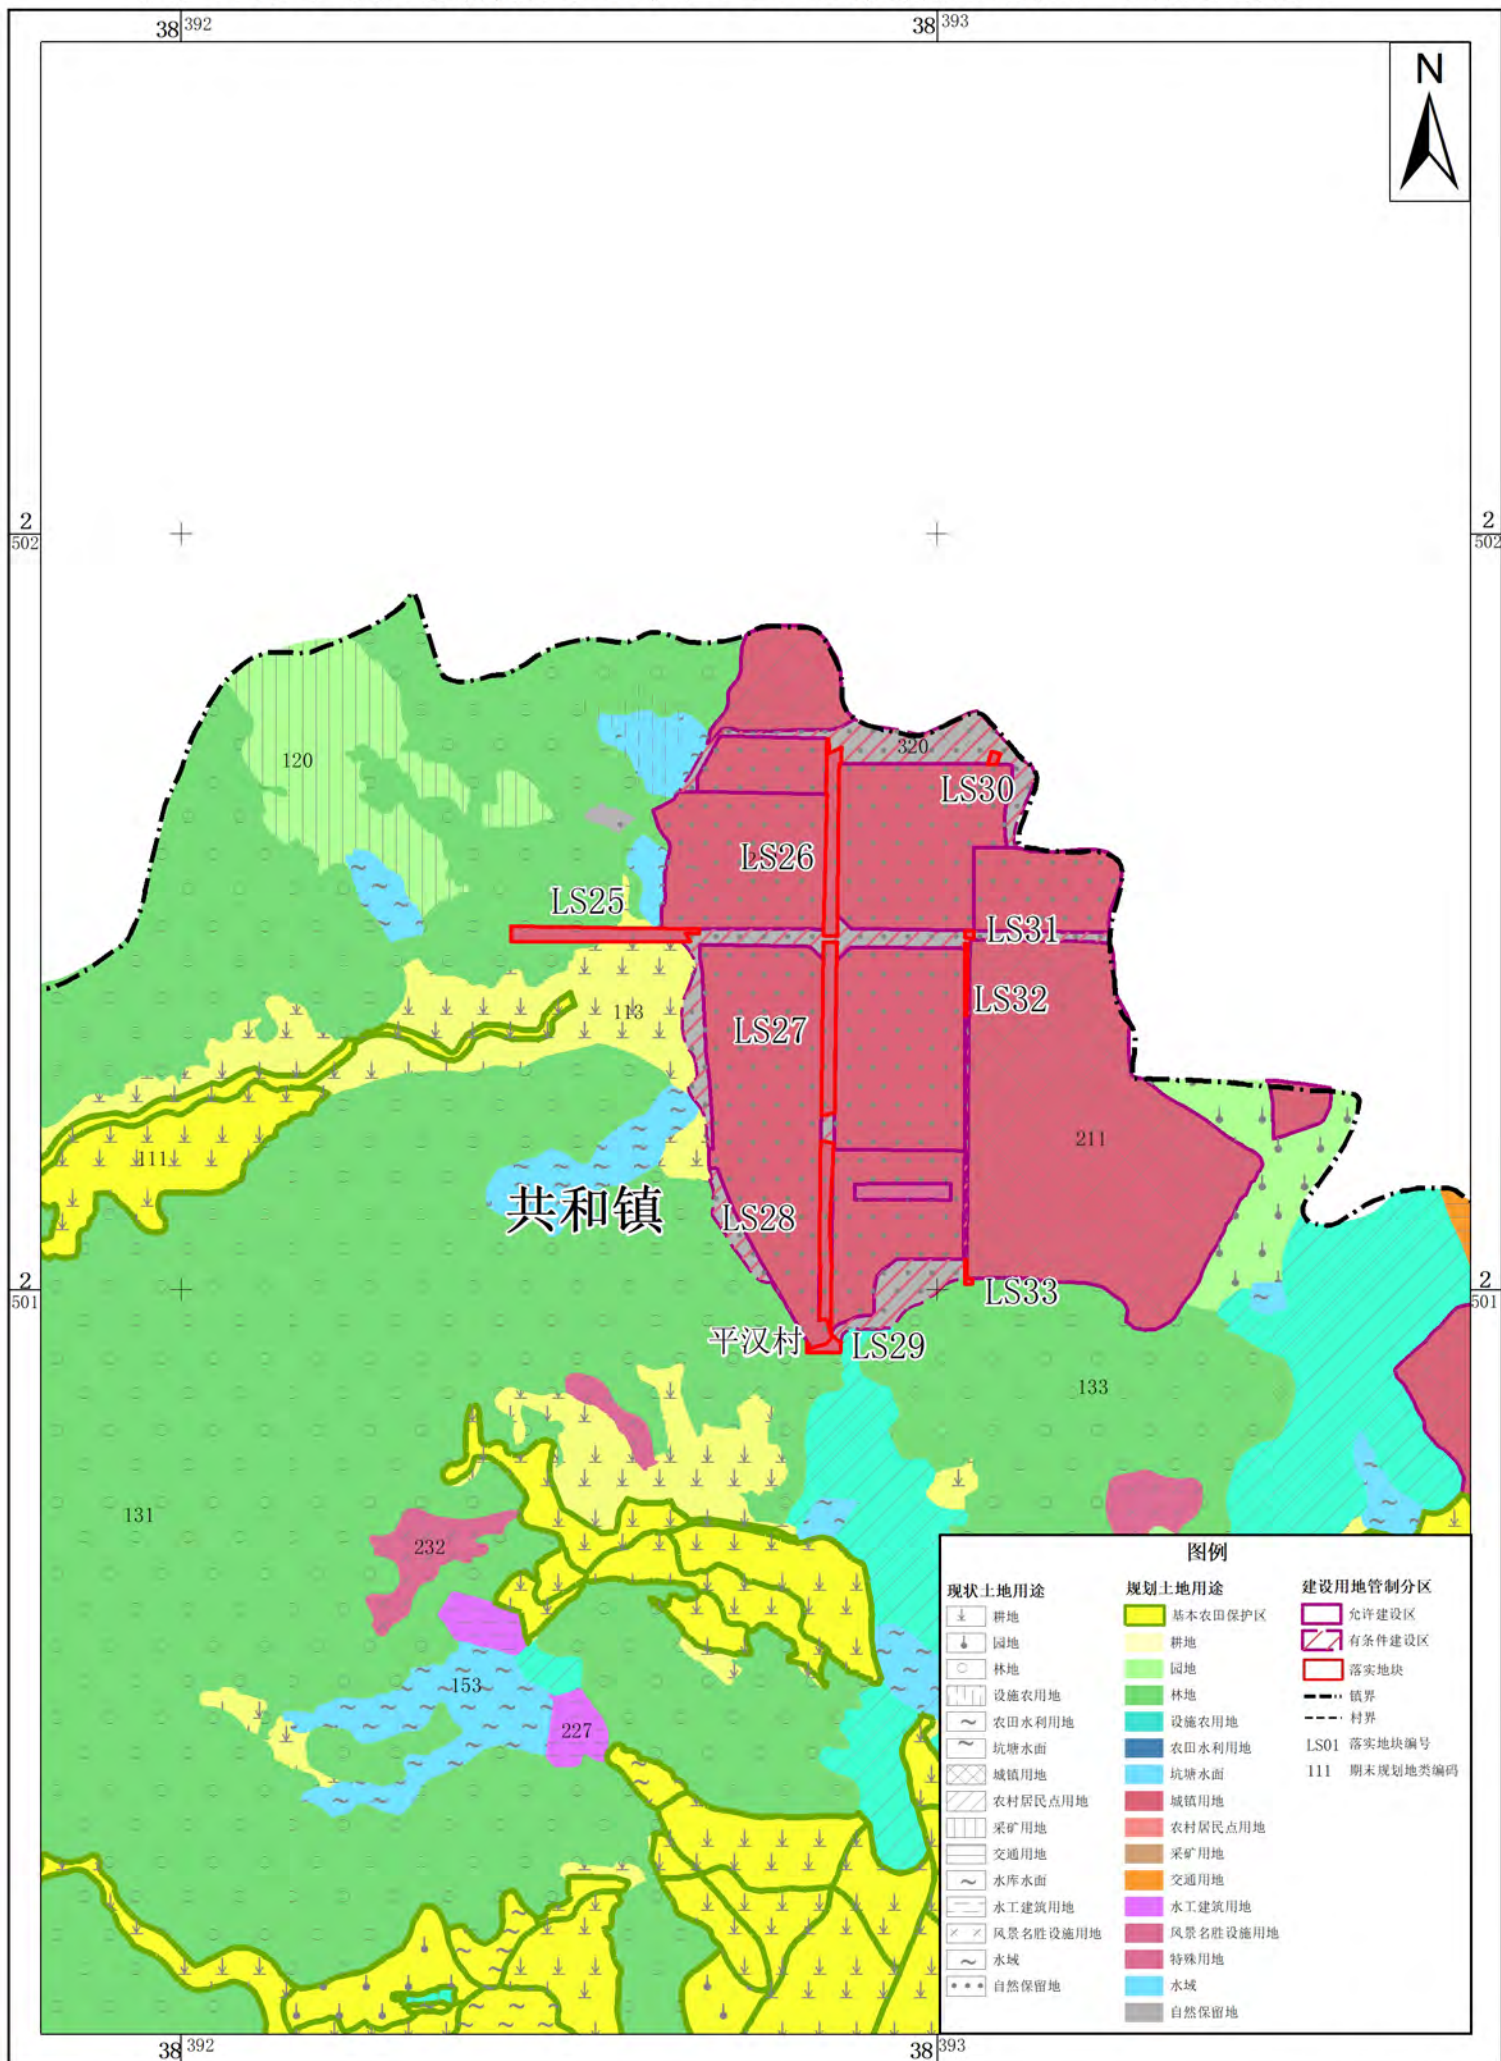 38 392
38 393
N
2
502
2
502
120
320
LS30
LS26
LS25
LS31
LS32
113
LS27
211
111
共和镇
LS28
2
501
LS33
2
501
平汉村
LS29
133
131
232
153
227
图例
现状土地用途
耕地
园地
林地
设施农用地
农田水利用地
坑塘水面
城镇用地
农村居民点用地
采矿用地
交通用地
水库水面
水工建筑用地
风景名胜设施用地
水域
自然保留地
规划土地用途
基本农田保护区
耕地
园地
林地
设施农用地
农田水利用地
坑塘水面
城镇用地
农村居民点用地
采矿用地
交通用地
水工建筑用地
风景名胜设施用地
特殊用地
水域
自然保留地
建设用地管制分区
允许建设区
有条件建设区
落实地块
镇界
村界
LS01 落实地块编号
111 期末规划地类编码
38 392
38 393